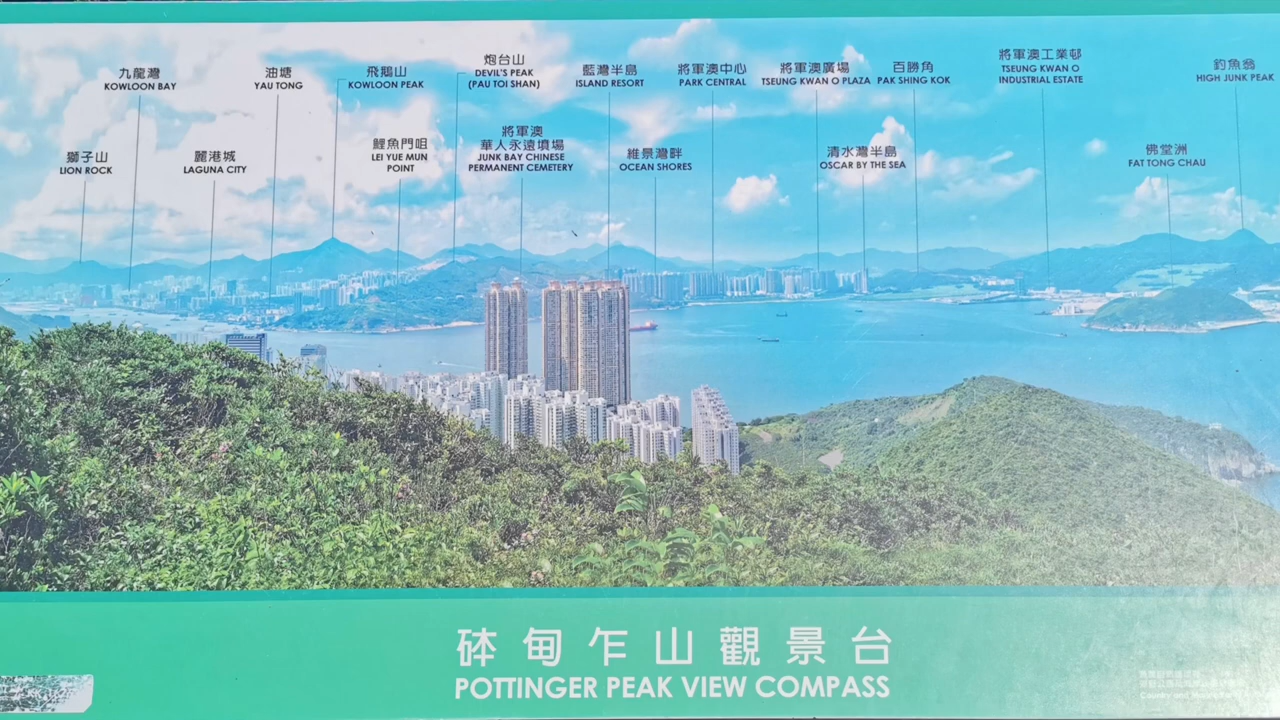 九龍灣
KOWLOON BAY
油塘
YAU TONG
飛鵝山
KOWLOON PEAK
炮台山
DEVIL'S PEAK
(PAU TOI SHAN)
藍灣半島
ISLAND RESORT
將軍澳中心
PARK CENTRAL
將軍澳廣場
TSEUNG KWAN O PLAZA
百勝角
PAK SHING KOK
將軍澳工業邨
TSEUNG KWAN O
INDUSTRIAL ESTATE
釣魚翁
HIGH JUNK PEAK
獅子山
LION ROCK
麗港城
LAGUNA CITY
鯉魚門咀
LEI YUE MUN
POINT
將軍澳
華人永遠墳場
JUNK BAY CHINESE
PERMANENT CEMETERY
維景灣畔
OCEAN SHORES
清水灣半島
OSCAR BY THE SEA
佛堂洲
FAT TONG CHAU
砵甸乍山觀景台
POTTINGER PEAK VIEW COMPASS